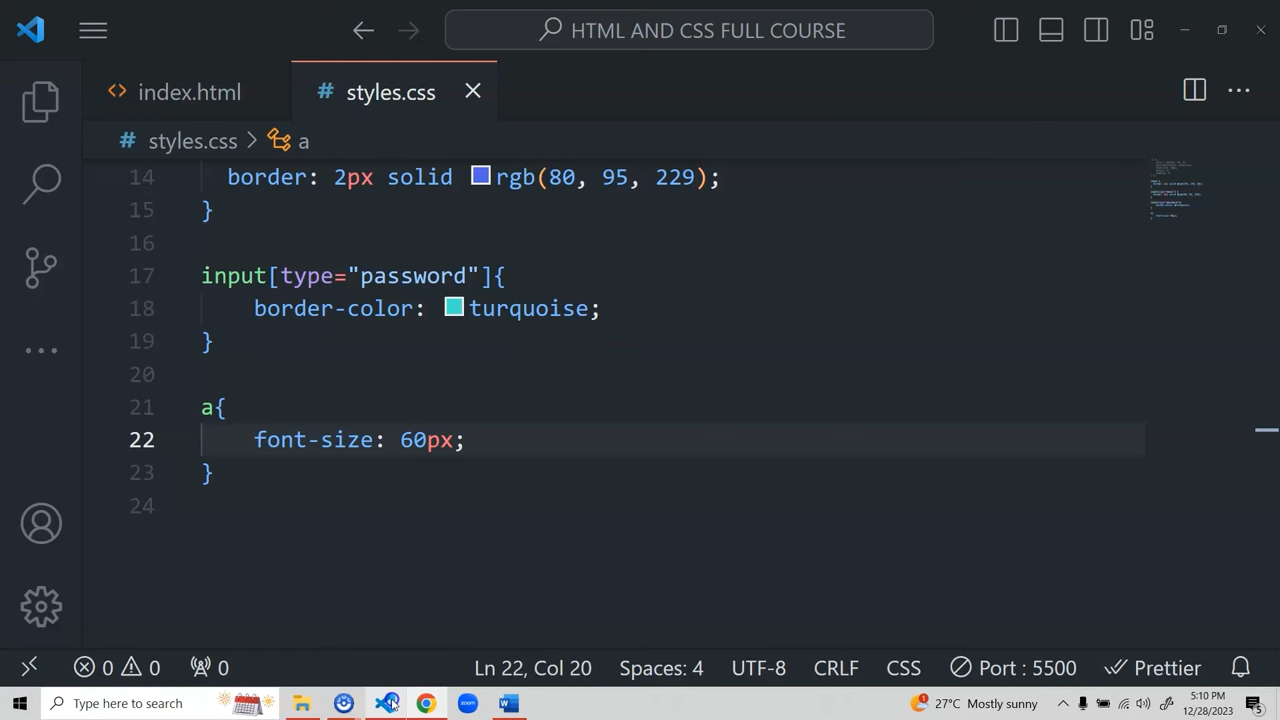 HTML AND CSS FULL COURSE
index.html
# styles.css
# styles.css > a
14 border: 2px solid rgb(80, 95, 229);
15 }
16
17 input[type="password"]{
18 border-color: turquoise;
19 }
20
21 a{
22 font-size: 60px;
23 }
24
0 0 0 Ln 22, Col 20 Spaces: 4 UTF-8 CRLF CSS Port : 5500 Prettier
Type here to search zoom 27°C Mostly sunny 5:10 PM
12/28/2023 5